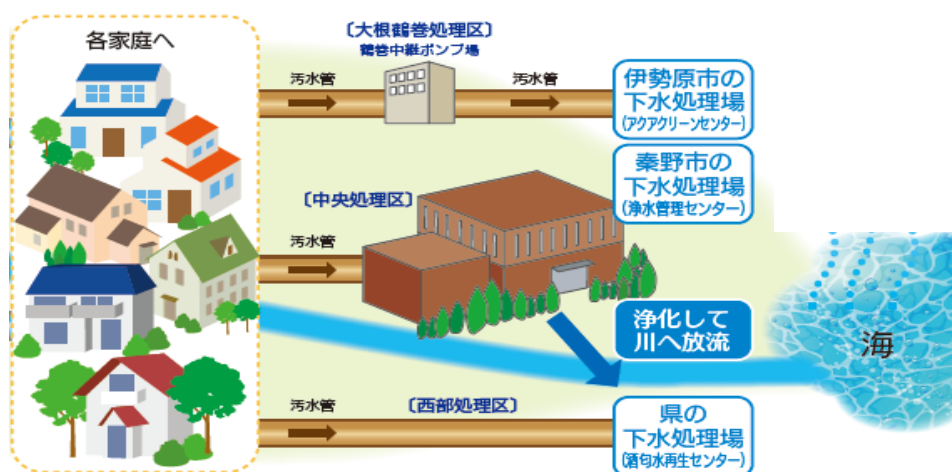 各家庭へ
〔大根鶴巻処理区〕
鶴巻中継ポンプ場
汚水管
汚水管
伊勢原市の
下水処理場
(アクアクリーンセンター)
秦野市の
下水処理場
(浄水管理センター)
〔中央処理区〕
汚水管
浄化して
川へ放流
海
汚水管
〔西部処理区〕
県の
下水処理場
(酒匂水再生センター)